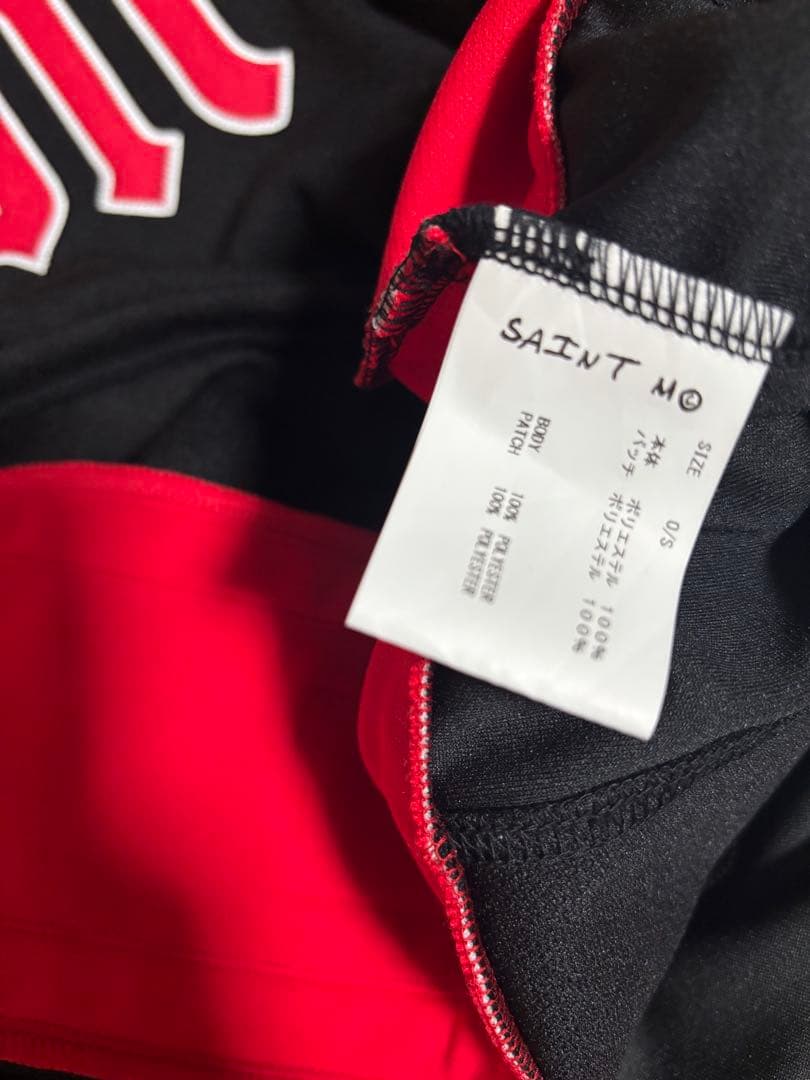 SAINT M©
SIZE O/S
本体 ポリエステル 100%
パッチ ポリエステル 100%
BODY 100% POLYESTER
PATCH 100% POLYESTER